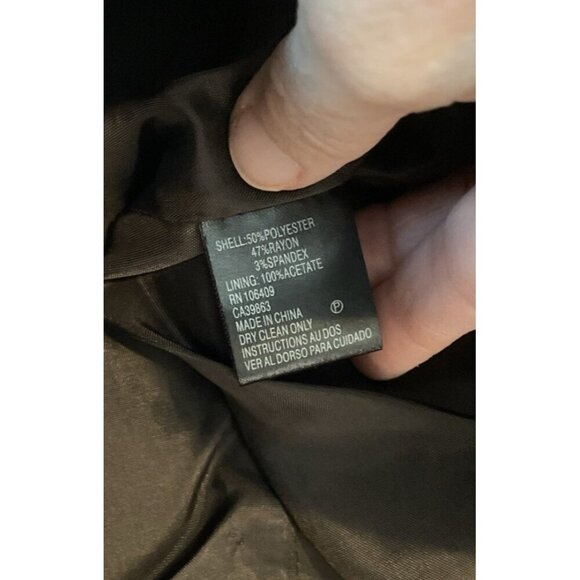 SHELL:50%POLYESTER
47%RAYON
3%SPANDEX
LINING: 100%ACETATE
RN 106409
CA39863
MADE IN CHINA
DRY CLEAN ONLY
INSTRUCTIONS AU DOS
VER AL DORSO PARA CUIDADO
P